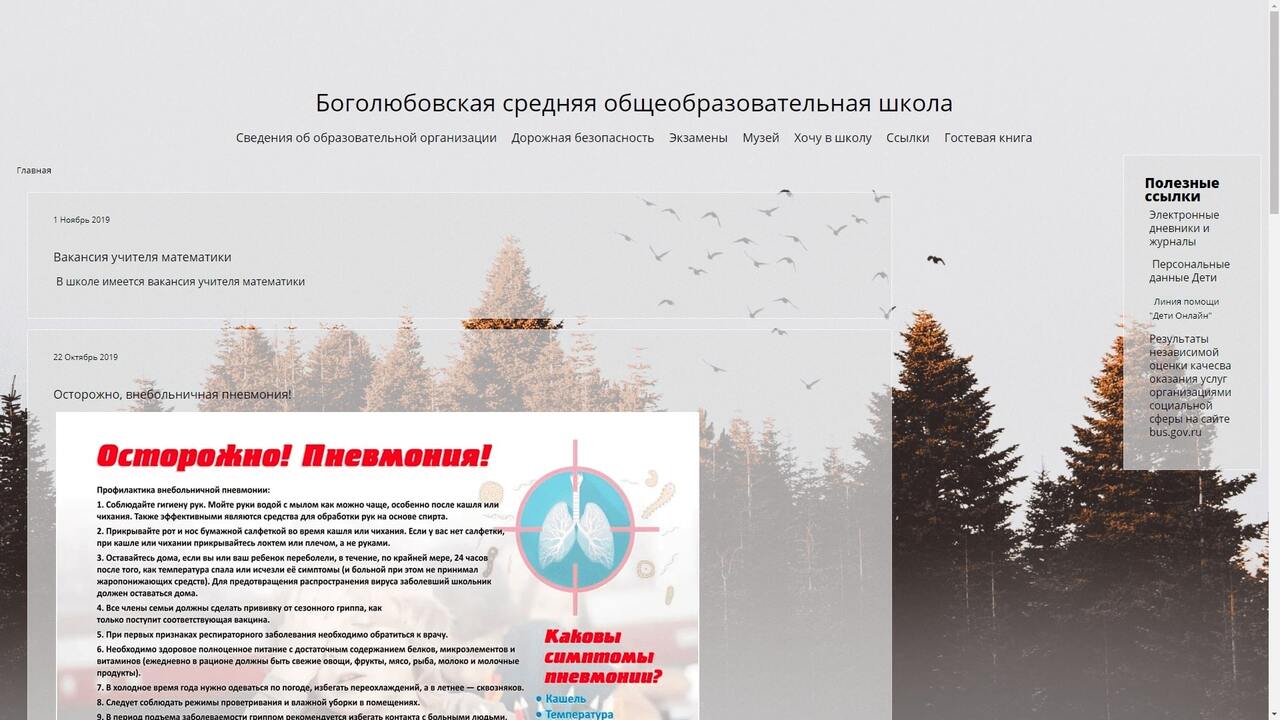 Боголюбовская средняя общеобразовательная школа
Сведения об образовательной организации Дорожная безопасность Экзамены Музей Хочу в школу Ссылки Гостевая книга
Главная
1 Ноябрь 2019
Вакансия учителя математики
В школе имеется вакансия учителя математики
22 Октябрь 2019
Осторожно, внебольничная пневмония!
Осторожно! Пневмония!
Профилактика внебольничной пневмонии:
1. Соблюдайте гигиену рук. Мойте руки водой с мылом как можно чаще, особенно после кашля или
чихания. Также эффективными являются средства для обработки рук на основе спирта.
2. Прикрывайте рот и нос бумажной салфеткой во время кашля или чихания. Если у вас нет салфетки,
при кашле или чихании прикрывайтесь локтем или плечом, а не руками.
3. Оставайтесь дома, если вы или ваш ребенок переболели, в течение, по крайней мере, 24 часов
после того, как температура спала или исчезли её симптомы (и больной при этом не принимал
жаропонижающих средств). Для предотвращения распространения вируса заболевший школьник
должен оставаться дома.
4. Все члены семьи должны сделать прививку от сезонного гриппа, как
только поступит соответствующая вакцина.
5. При первых признаках респираторного заболевания необходимо обратиться к врачу.
6. Необходимо здоровое полноценное питание с достаточным содержанием белков, микроэлементов и
витаминов (ежедневно в рационе должны быть свежие овощи, фрукты, мясо, рыба, молоко и молочные
продукты).
7. В холодное время года нужно одеваться по погоде, избегать переохлаждений, а в летнее — сквозняков.
8. Следует соблюдать режимы проветривания и влажной уборки в помещениях.
9. В период подъема заболеваемости гриппом рекомендуется избегать контакта с больными людьми,
Каковы
симптомы
пневмонии?
• Кашель
• Температура
Полезные
ссылки
Электронные
дневники и
журналы
Персональные
данные Дети
Линия помощи
"Дети Онлайн"
Результаты
независимой
оценки качесва
оказания услуг
организациями
социальной
сферы на сайте
bus.gov.ru